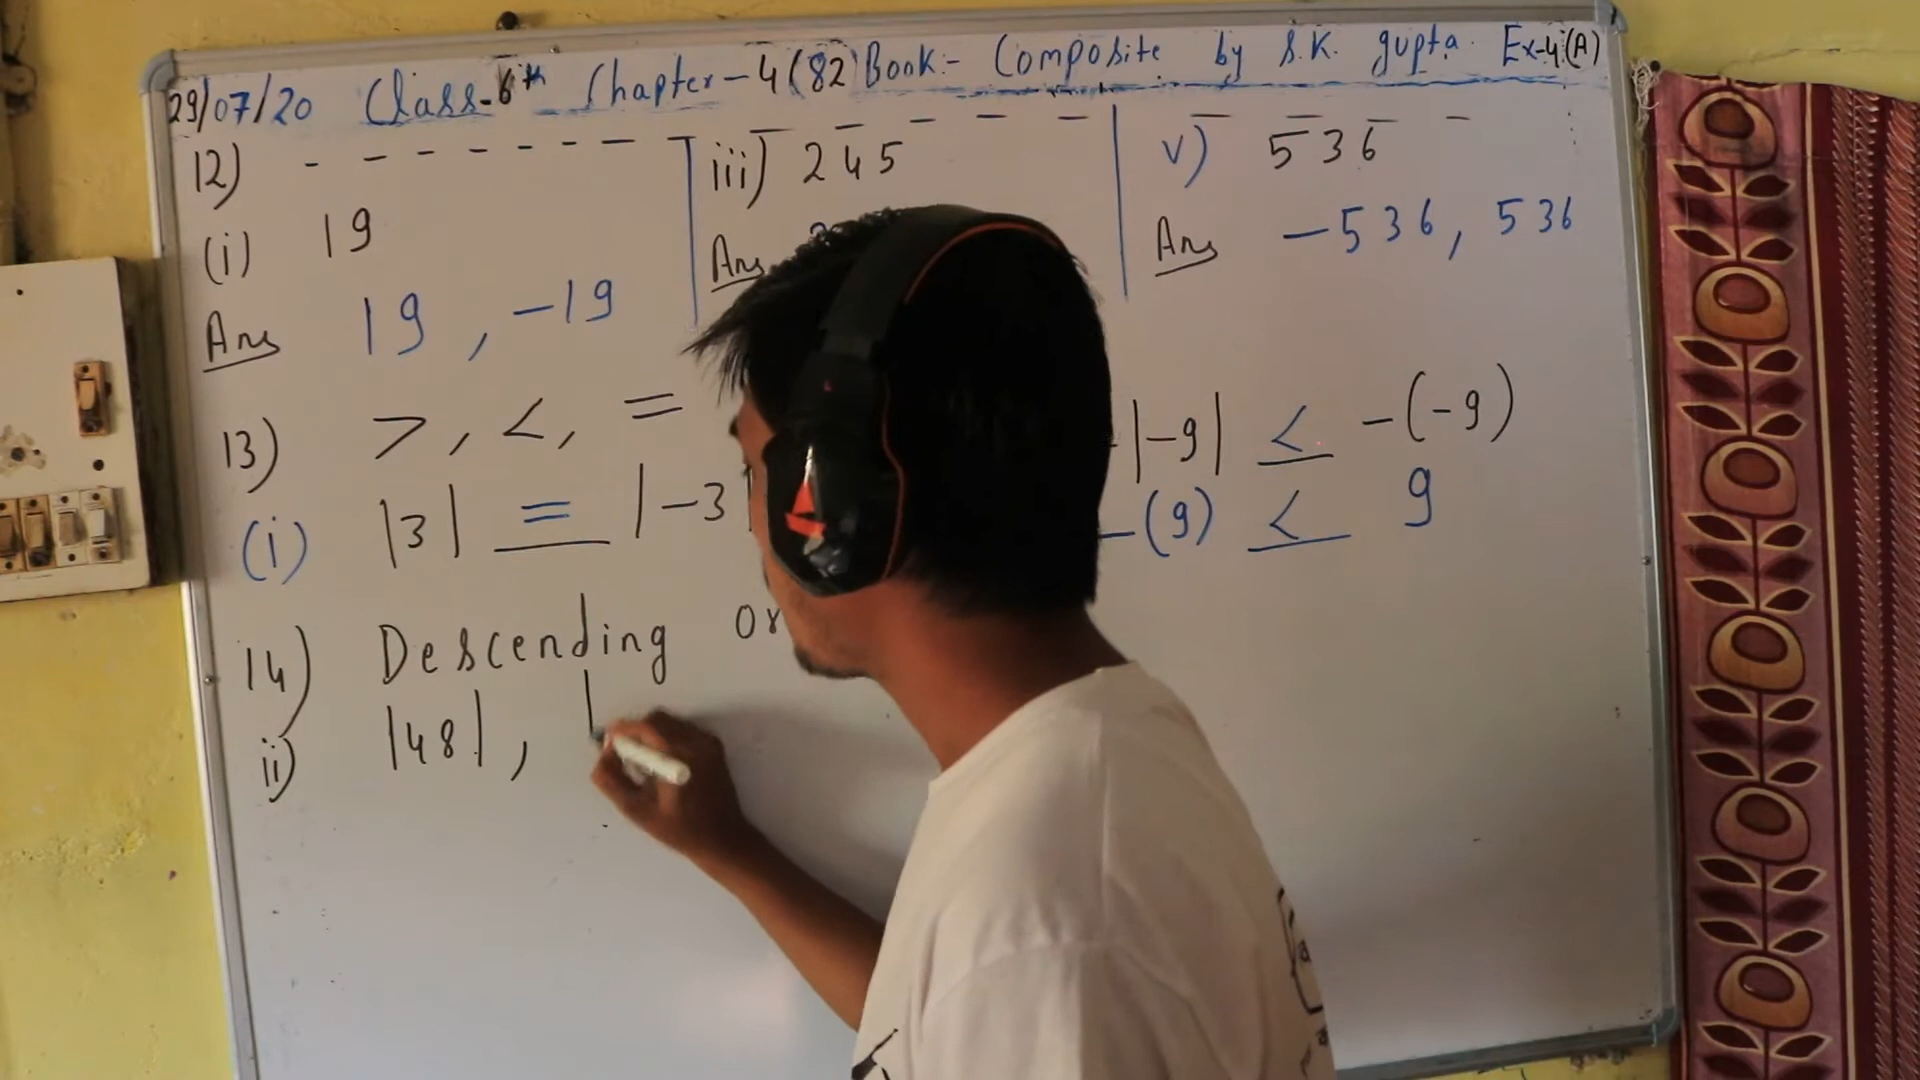 29/07/20 Class-6th Chapter-4(82) Book:- Composite by S.K. gupta Ex-4(A)
12) - - - - - - - -
(i) 19
Ans 19, -19
iii) 245
Ans
v) 536
Ans -536, 536
13) >, <, =
(i) |3| = |-3|
-|-9| < -(-9)
-(9) < 9
14) Descending
ii) |48|, |